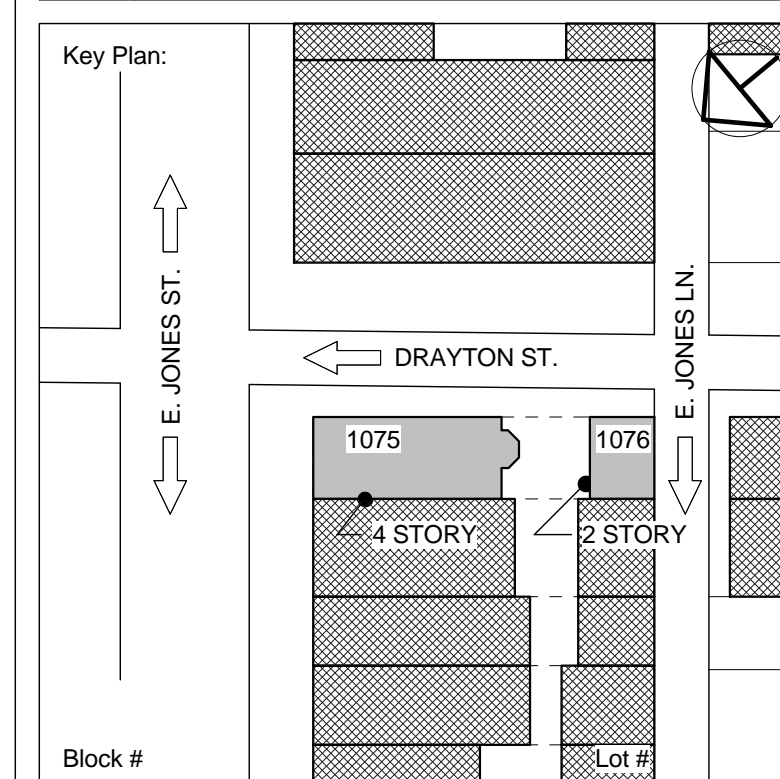 Key Plan:
E. JONES ST.
E. JONES LN.
DRAYTON ST.
1075
1076
4 STORY
2 STORY
Block #
Lot #